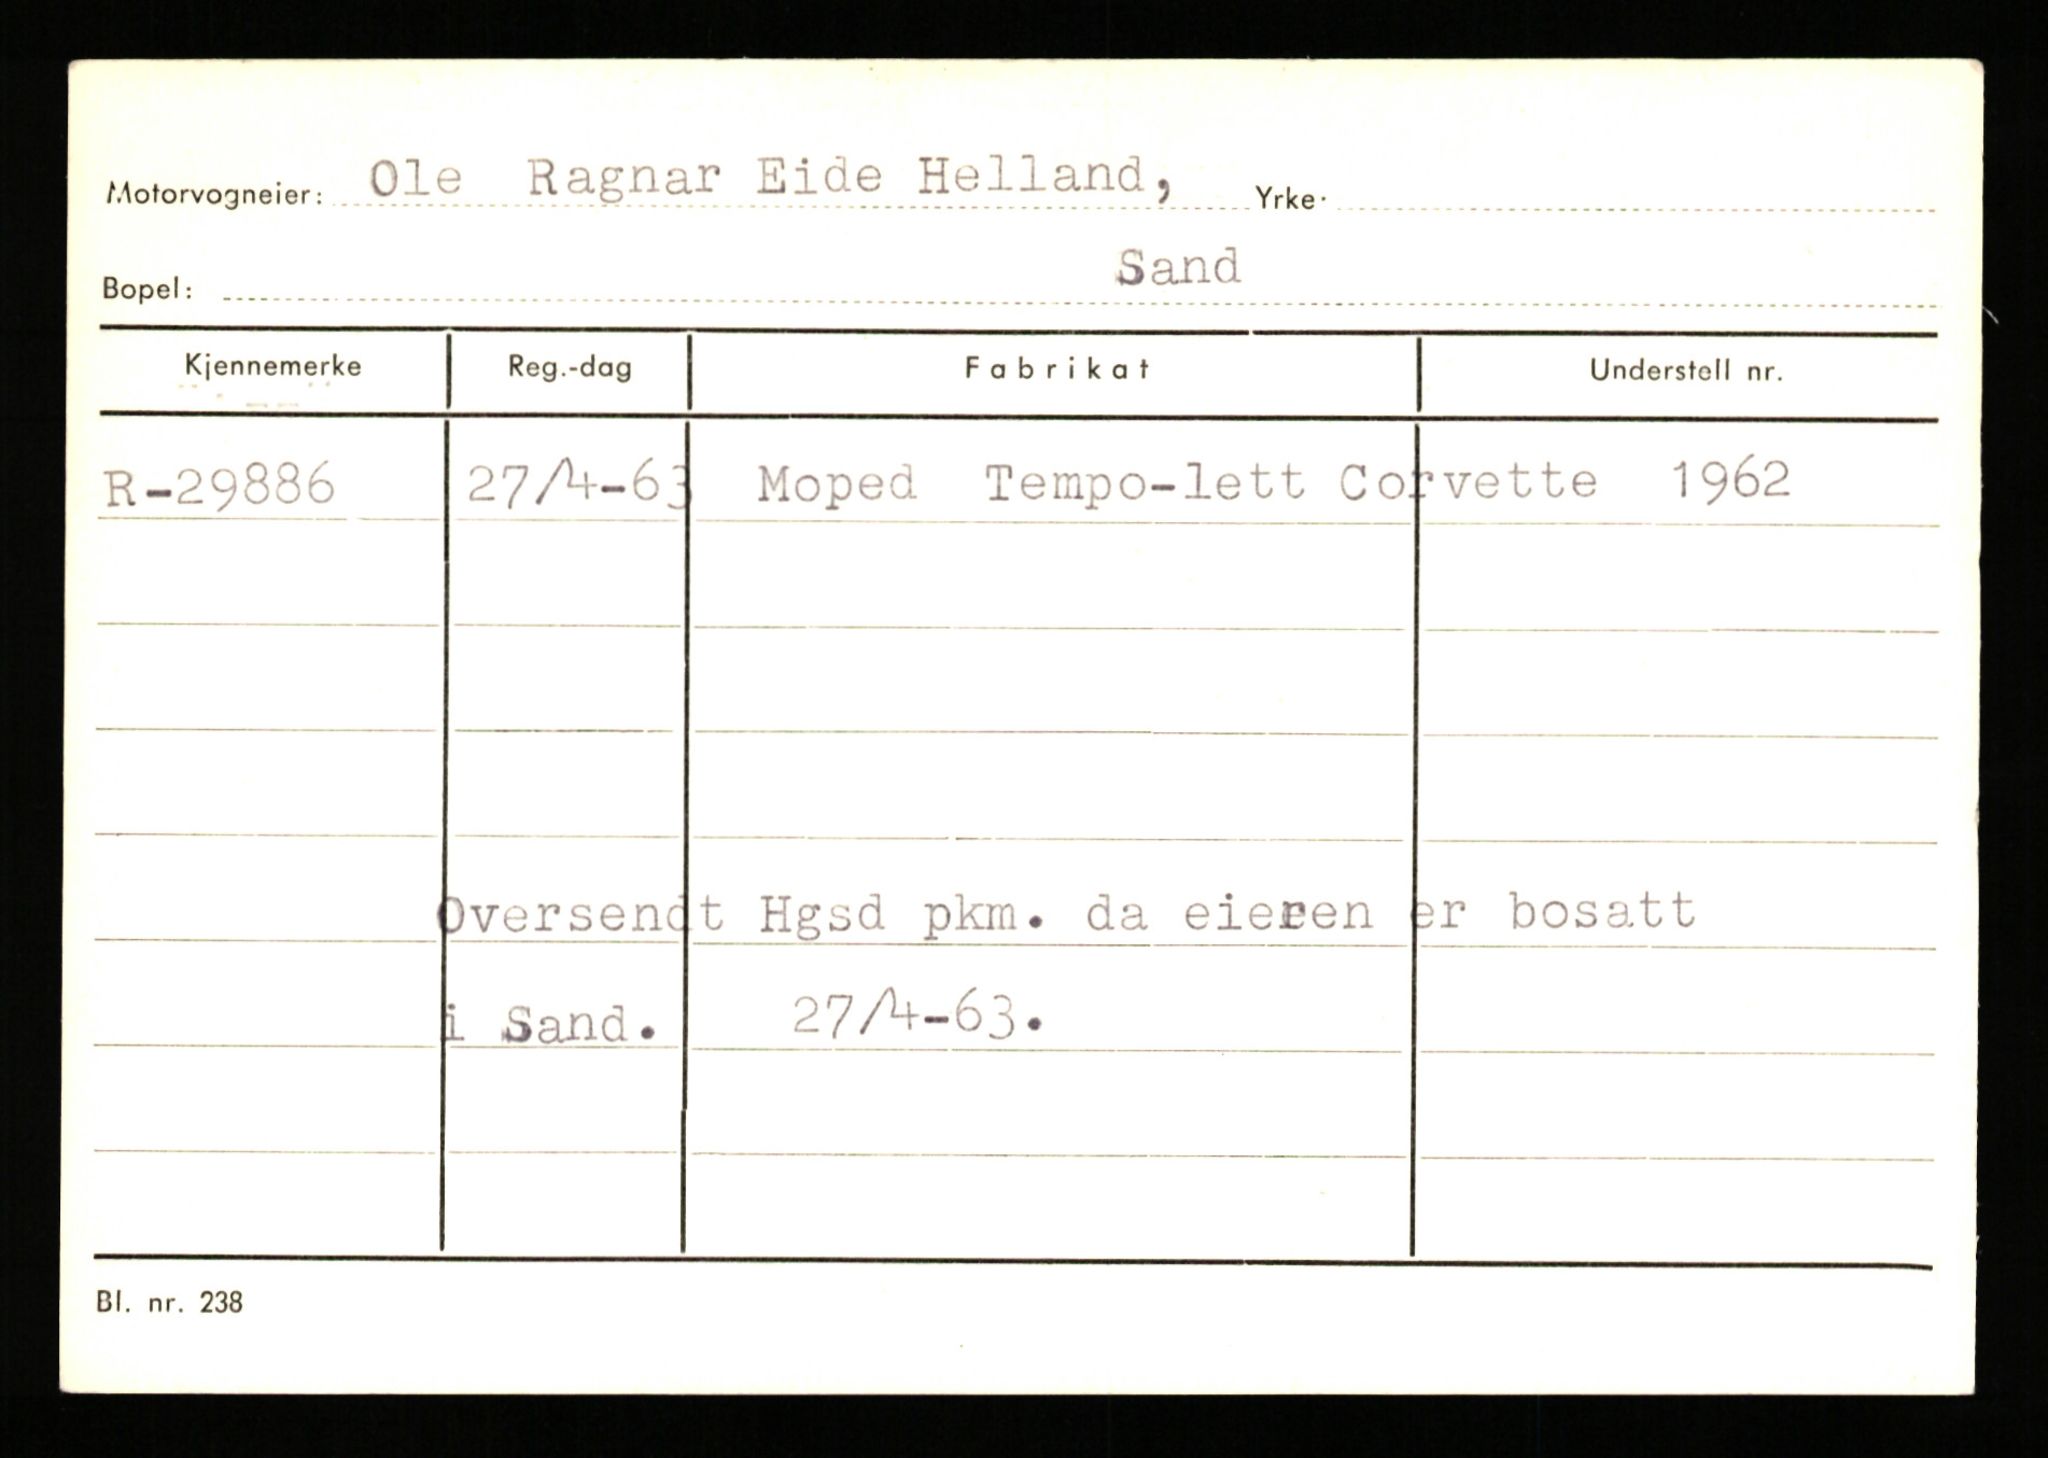 Motorvogneier: Ole Ragnar Eide Helland, Yrke.
Bopel: Sand
Kjennemerke Reg.-dag Fabrikat Understell nr.
R-29886 27/4-63 Moped Tempo-lett Corvette 1962
Oversendt Hgsd pkm. da eieren er bosatt
i Sand. 27/4-63.
Bl. nr. 238